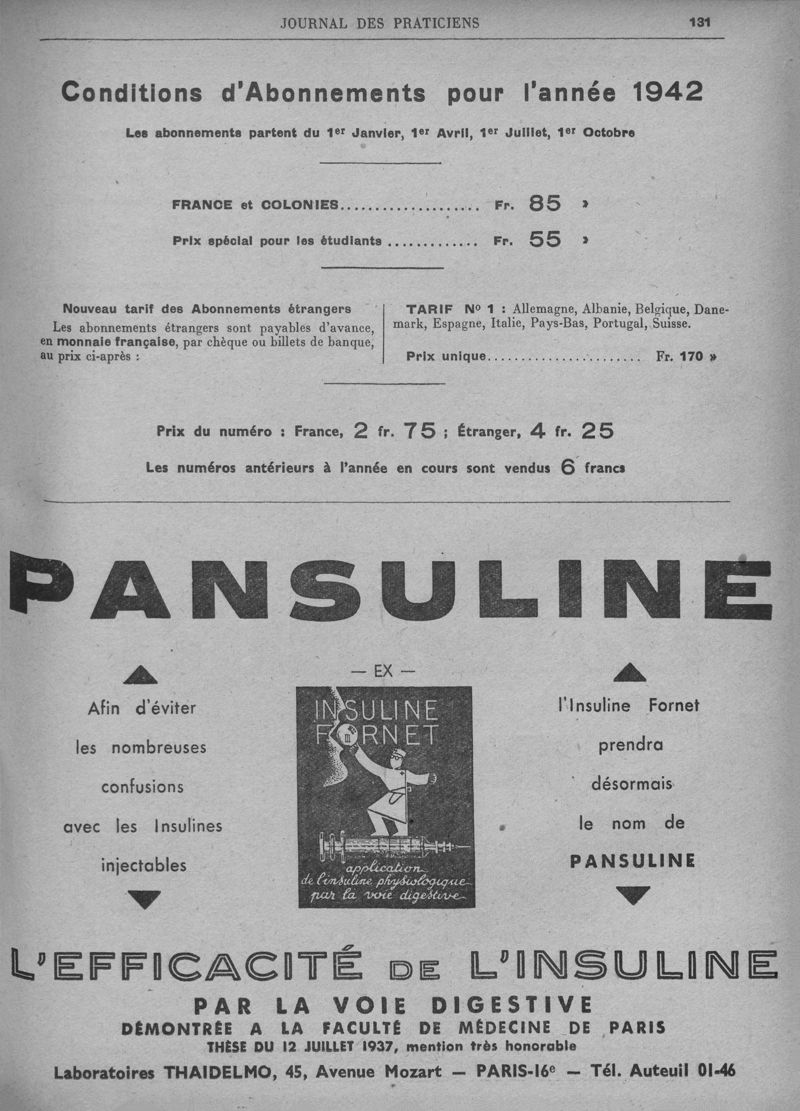 JOURNAL DES PRATICIENS 131
Conditions d'Abonnements pour l'année 1942
Les abonnements partent du 1er Janvier, 1er Avril, 1er Juillet, 1er Octobre
FRANCE et COLONIES.................... Fr. 85 »
Prix spécial pour les étudiants ............. Fr. 55 »
Nouveau tarif des Abonnements étrangers
Les abonnements étrangers sont payables d'avance,
en monnaie française, par chèque ou billets de banque,
au prix ci-après :
TARIF No 1 : Allemagne, Albanie, Belgique, Dane-
mark, Espagne, Italie, Pays-Bas, Portugal, Suisse.
Prix unique....................... Fr. 170 »
Prix du numéro : France, 2 fr. 75 ; Étranger, 4 fr. 25
Les numéros antérieurs à l'année en cours sont vendus 6 francs
PANSULINE
Afin d'éviter
les nombreuses
confusions
avec les Insulines
injectables
— EX —
INSULINE
FORNET
application
de l'insuline physiologique
par la voie digestive
l'Insuline Fornet
prendra
désormais
le nom de
PANSULINE
L'EFFICACITÉ DE L'INSULINE
PAR LA VOIE DIGESTIVE
DÉMONTRÉE A LA FACULTÉ DE MÉDECINE DE PARIS
THÈSE DU 12 JUILLET 1937, mention très honorable
Laboratoires THAIDELMO, 45, Avenue Mozart — PARIS-16e — Tél. Auteuil 01-46